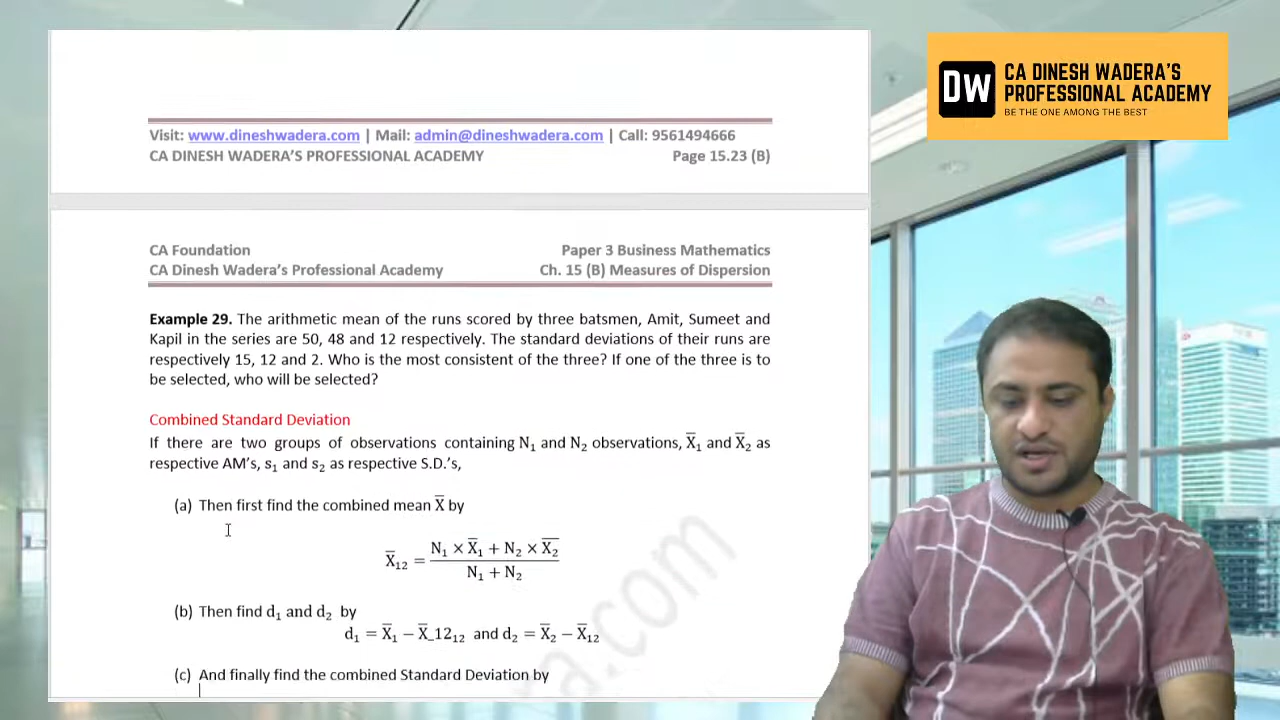 DW
CA DINESH WADERA'S
PROFESSIONAL ACADEMY
BE THE ONE AMONG THE BEST
Visit: www.dineshwadera.com | Mail: admin@dineshwadera.com | Call: 9561494666
CA DINESH WADERA'S PROFESSIONAL ACADEMY Page 15.23 (B)
CA Foundation Paper 3 Business Mathematics
CA Dinesh Wadera's Professional Academy Ch. 15 (B) Measures of Dispersion
Example 29. The arithmetic mean of the runs scored by three batsmen, Amit, Sumeet and
Kapil in the series are 50, 48 and 12 respectively. The standard deviations of their runs are
respectively 15, 12 and 2. Who is the most consistent of the three? If one of the three is to
be selected, who will be selected?
Combined Standard Deviation
If there are two groups of observations containing N₁ and N₂ observations, X̅₁ and X̅₂ as
respective AM's, s₁ and s₂ as respective S.D.'s,
(a) Then first find the combined mean X̅ by
X̅₁₂ = (N₁ × X̅₁ + N₂ × X̅₂) / (N₁ + N₂)
(b) Then find d₁ and d₂ by
d₁ = X̅₁ − X̅_12₁₂ and d₂ = X̅₂ − X̅₁₂
(c) And finally find the combined Standard Deviation by
a.com